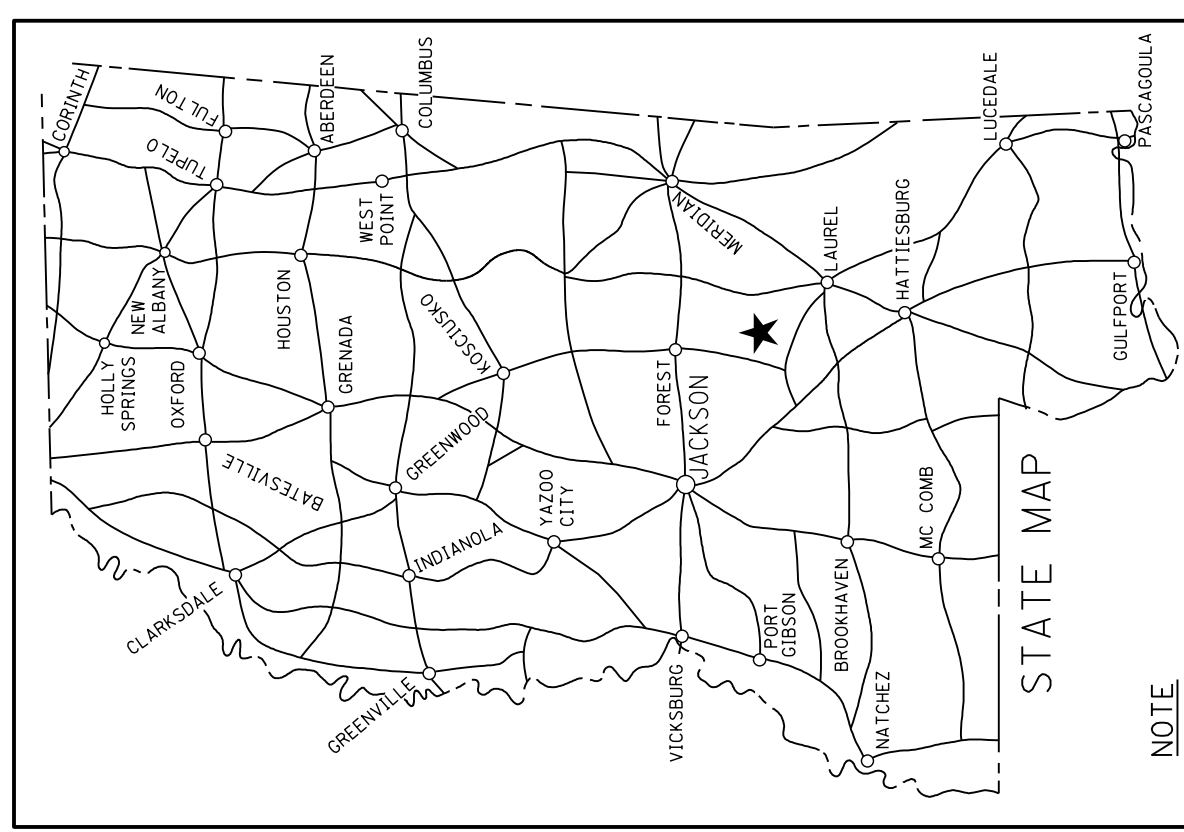 CORINTH
FULTON
TUPELO
ABERDEEN
COLUMBUS
WEST
POINT
NEW
ALBANY
HOLLY
SPRINGS
OXFORD
HOUSTON
GRENADA
KOSCIUSKO
BATESVILLE
GREENWOOD
CLARKSDALE
INDIANOLA
GREENVILLE
YAZOO
CITY
MERIDIAN
FOREST
JACKSON
VICKSBURG
PORT
GIBSON
LAUREL
HATTIESBURG
BROOKHAVEN
MC COMB
NATCHEZ
LUCEDALE
PASCAGOULA
GULFPORT
STATE MAP
NOTE